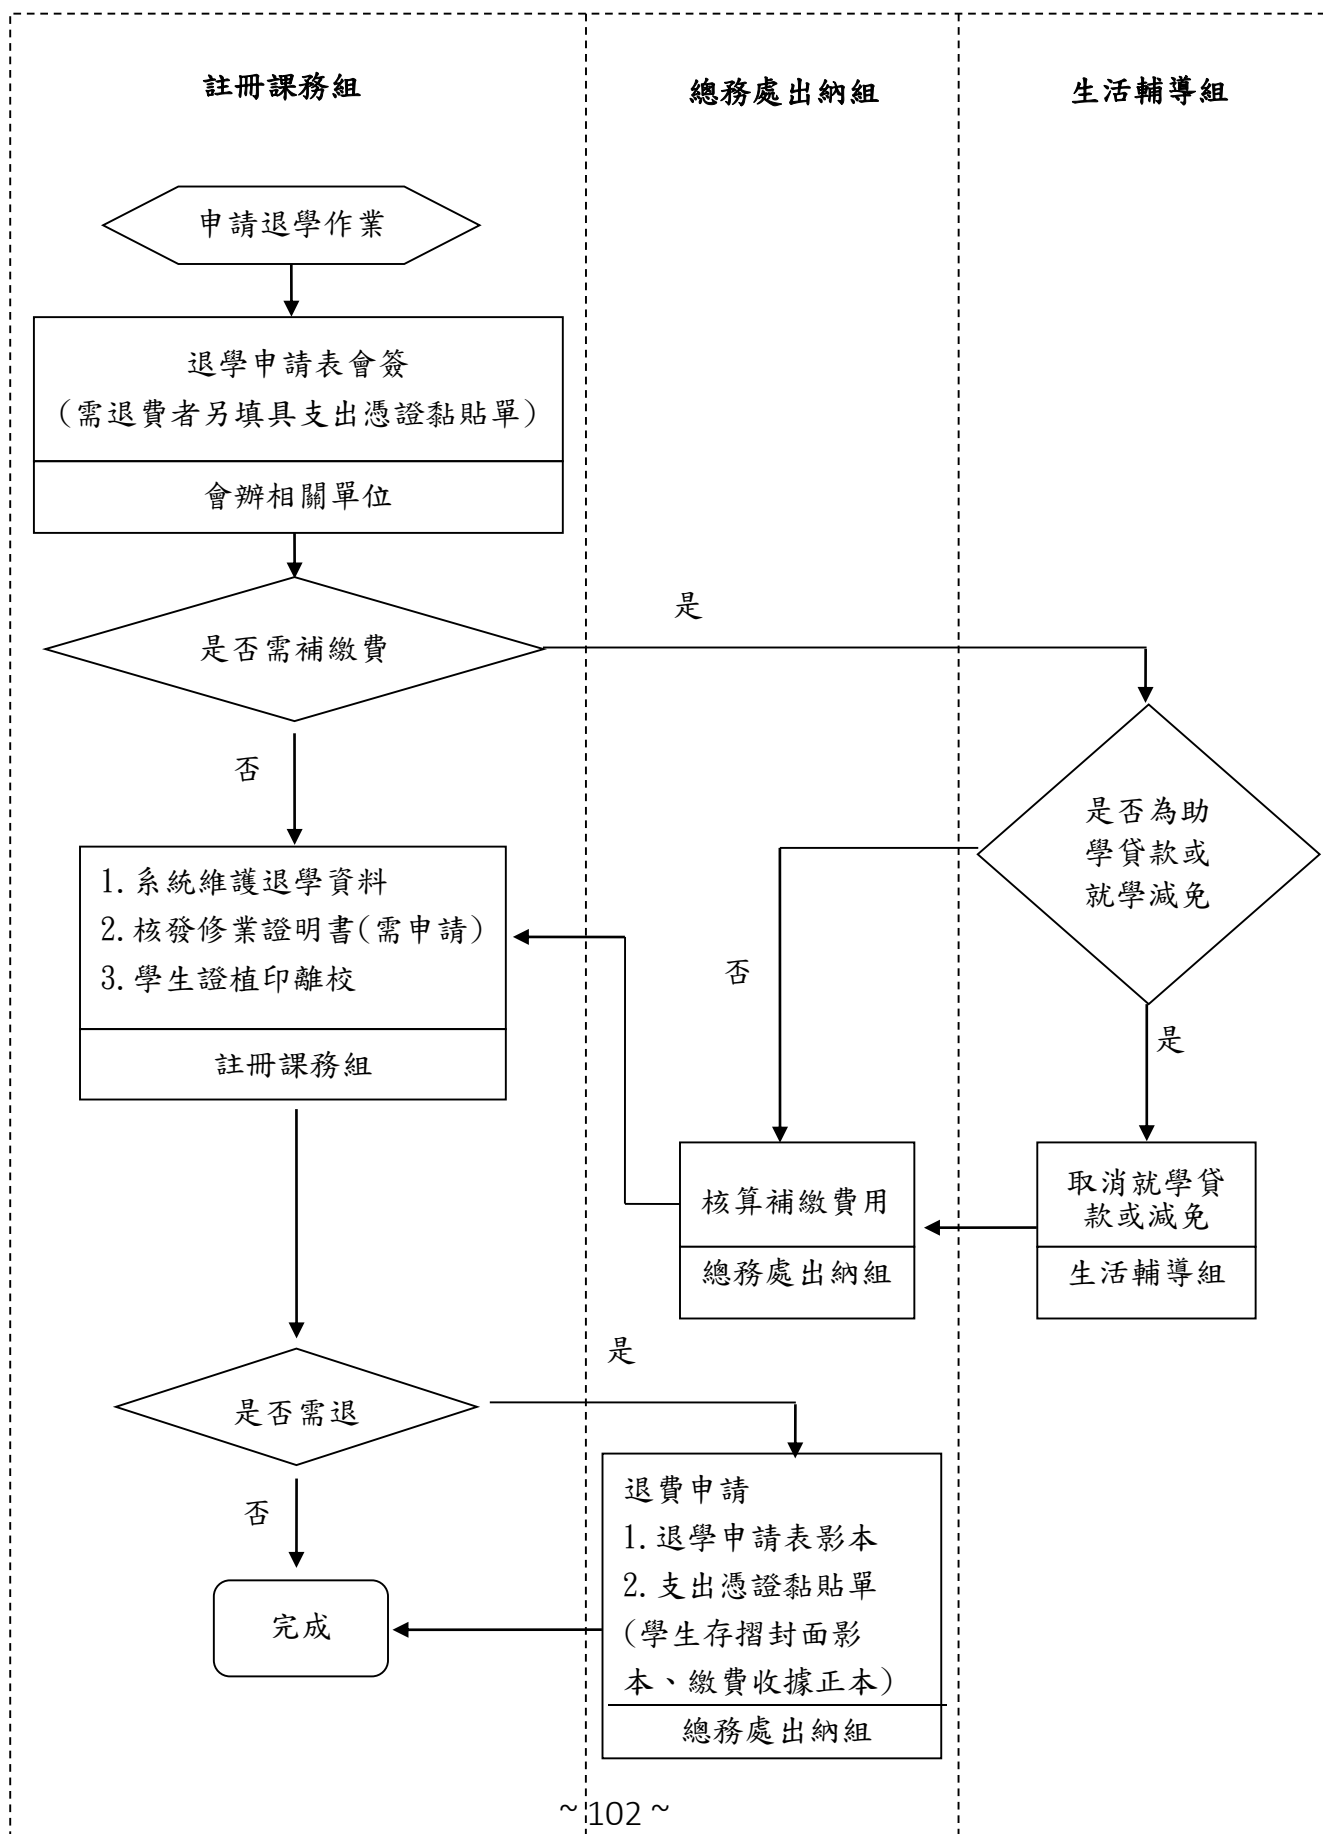 註冊課務組
總務處出納組
生活輔導組
申請退學作業
退學申請表會簽
(需退費者另填具支出憑證黏貼單)
會辦相關單位
是
是否需補繳費
否
是否為助
學貸款或
就學減免
1.系統維護退學資料
2.核發修業證明書(需申請)
3.學生證植印離校
註冊課務組
否
是
核算補繳費用
總務處出納組
取消就學貸
款或減免
生活輔導組
是
是否需退
否
退費申請
1.退學申請表影本
2.支出憑證黏貼單
(學生存摺封面影
本、繳費收據正本)
總務處出納組
完成
~102~